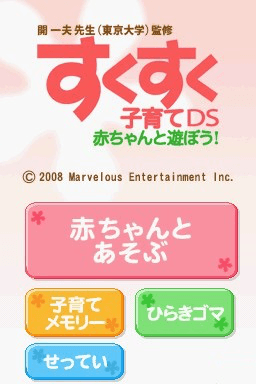 開 一夫 先生(東京大学)監修
すくすく
子育てDS
赤ちゃんと遊ぼう!
© 2008 Marvelous Entertainment Inc.
赤ちゃんと
あそぶ
子育て
メモリー
ひらきゴマ
せってい